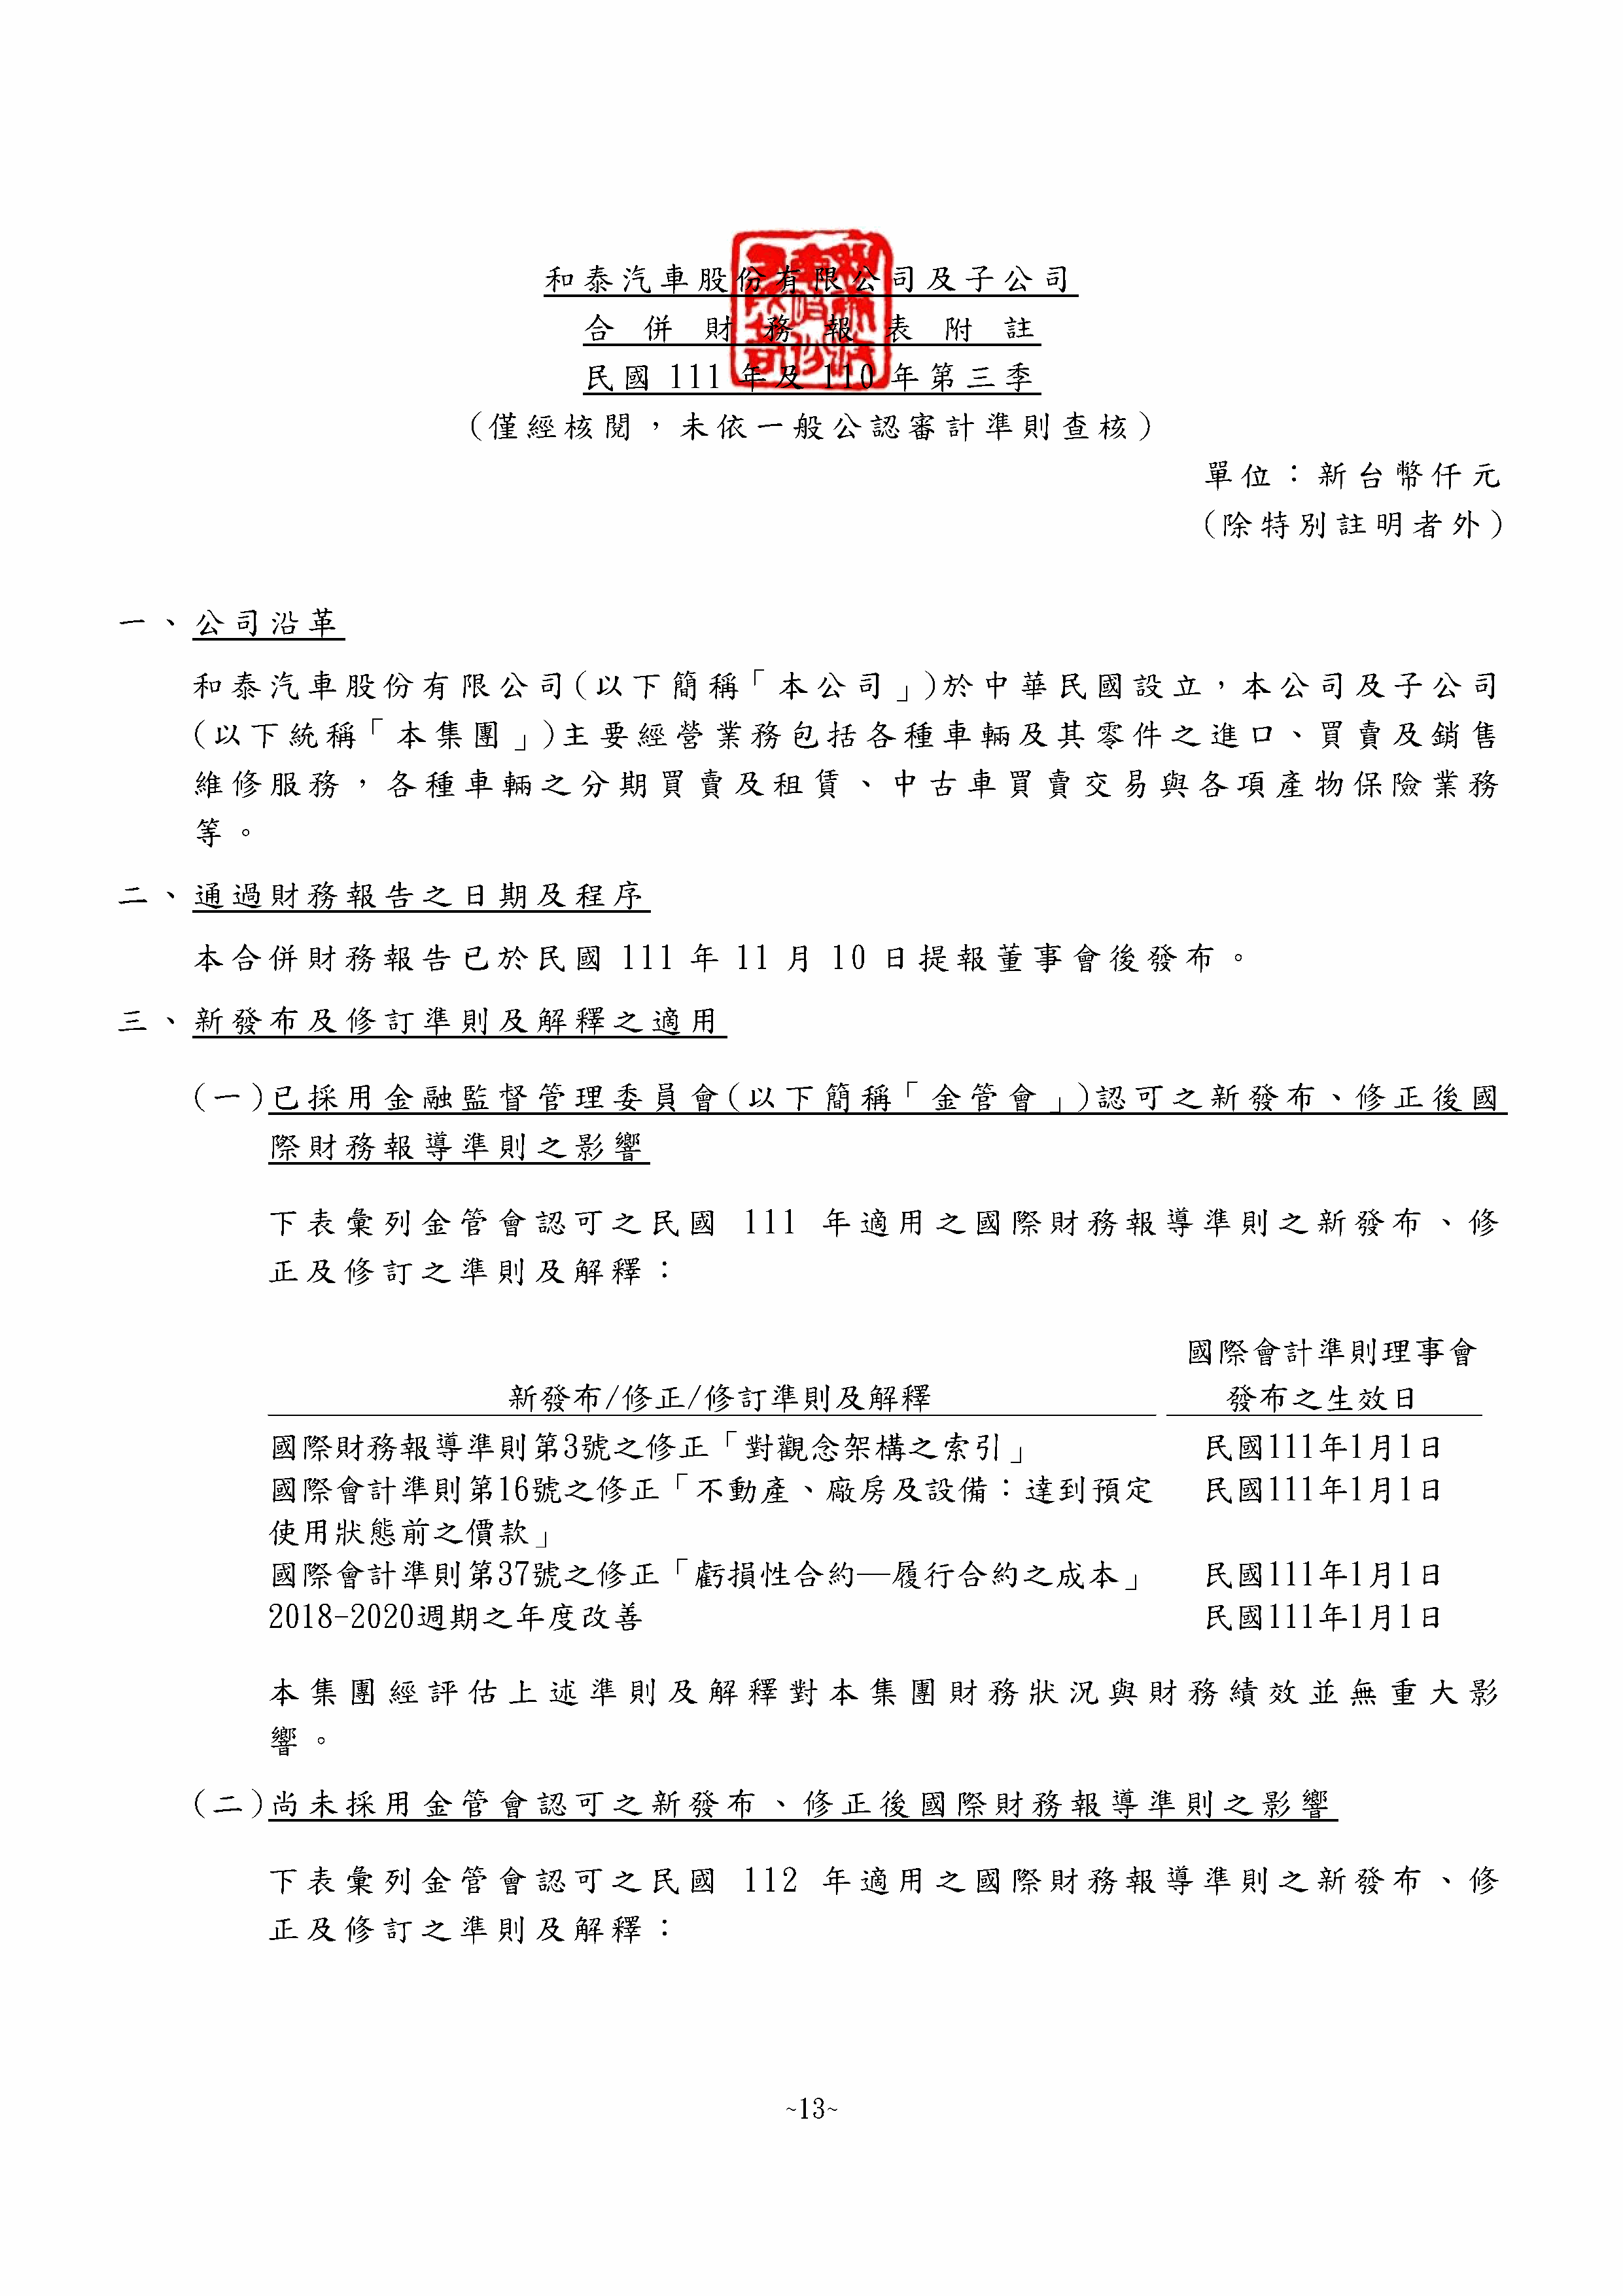 和泰汽車股份有限公司及子公司
合併財務報表附註
民國 111 年及 110 年第三季
(僅經核閱，未依一般公認審計準則查核)
單位：新台幣仟元
(除特別註明者外)
一、公司沿革
和泰汽車股份有限公司(以下簡稱「本公司」)於中華民國設立，本公司及子公司
(以下統稱「本集團」)主要經營業務包括各種車輛及其零件之進口、買賣及銷售
維修服務，各種車輛之分期買賣及租賃、中古車買賣交易與各項產物保險業務
等。
二、通過財務報告之日期及程序
本合併財務報告已於民國 111 年 11 月 10 日提報董事會後發布。
三、新發布及修訂準則及解釋之適用
(一)已採用金融監督管理委員會(以下簡稱「金管會」)認可之新發布、修正後國
際財務報導準則之影響
下表彙列金管會認可之民國 111 年適用之國際財務報導準則之新發布、修
正及修訂之準則及解釋：
國際會計準則理事會
新發布/修正/修訂準則及解釋 發布之生效日
國際財務報導準則第3號之修正「對觀念架構之索引」 民國111年1月1日
國際會計準則第16號之修正「不動產、廠房及設備：達到預定 民國111年1月1日
使用狀態前之價款」
國際會計準則第37號之修正「虧損性合約—履行合約之成本」 民國111年1月1日
2018-2020週期之年度改善 民國111年1月1日
本集團經評估上述準則及解釋對本集團財務狀況與財務績效並無重大影
響。
(二)尚未採用金管會認可之新發布、修正後國際財務報導準則之影響
下表彙列金管會認可之民國 112 年適用之國際財務報導準則之新發布、修
正及修訂之準則及解釋：
~13~